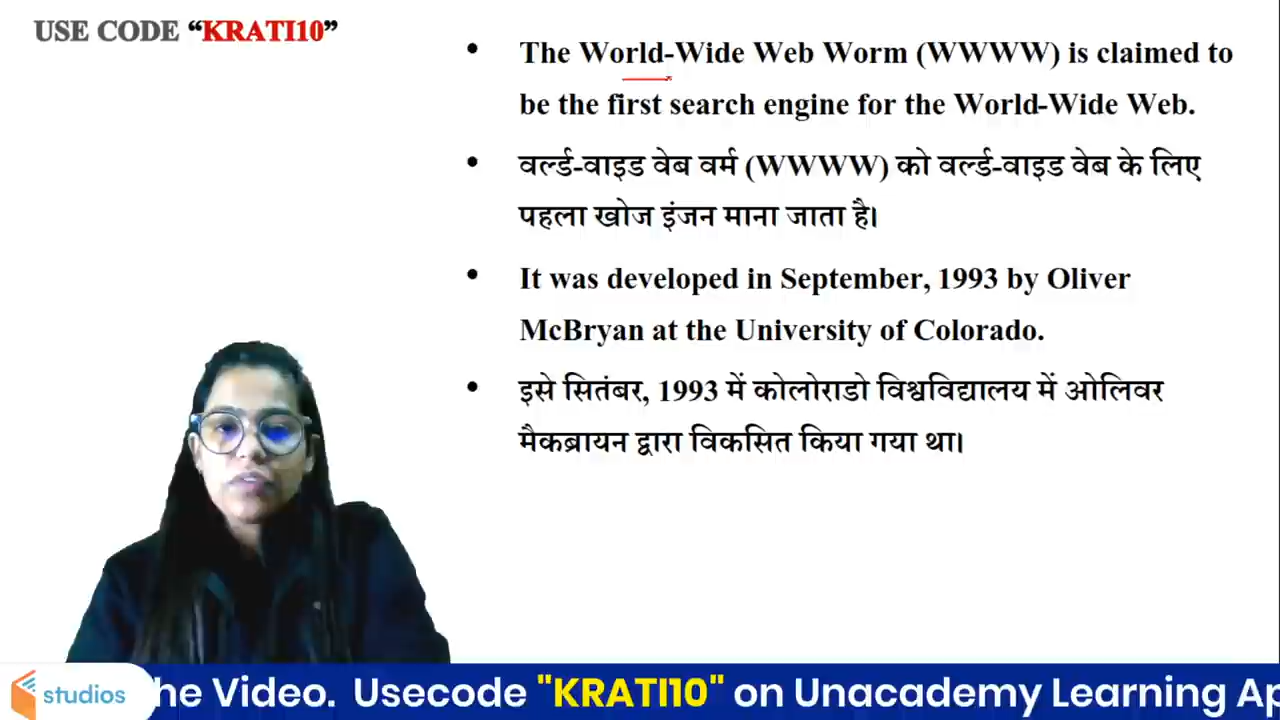 USE CODE “KRATI10”
• The World-Wide Web Worm (WWWW) is claimed to
be the first search engine for the World-Wide Web.
• वर्ल्ड-वाइड वेब वर्म (WWWW) को वर्ल्ड-वाइड वेब के लिए
पहला खोज इंजन माना जाता है।
• It was developed in September, 1993 by Oliver
McBryan at the University of Colorado.
• इसे सितंबर, 1993 में कोलोराडो विश्वविद्यालय में ओलिवर
मैकब्रायन द्वारा विकसित किया गया था।
studios
he Video. Usecode "KRATI10" on Unacademy Learning Ap